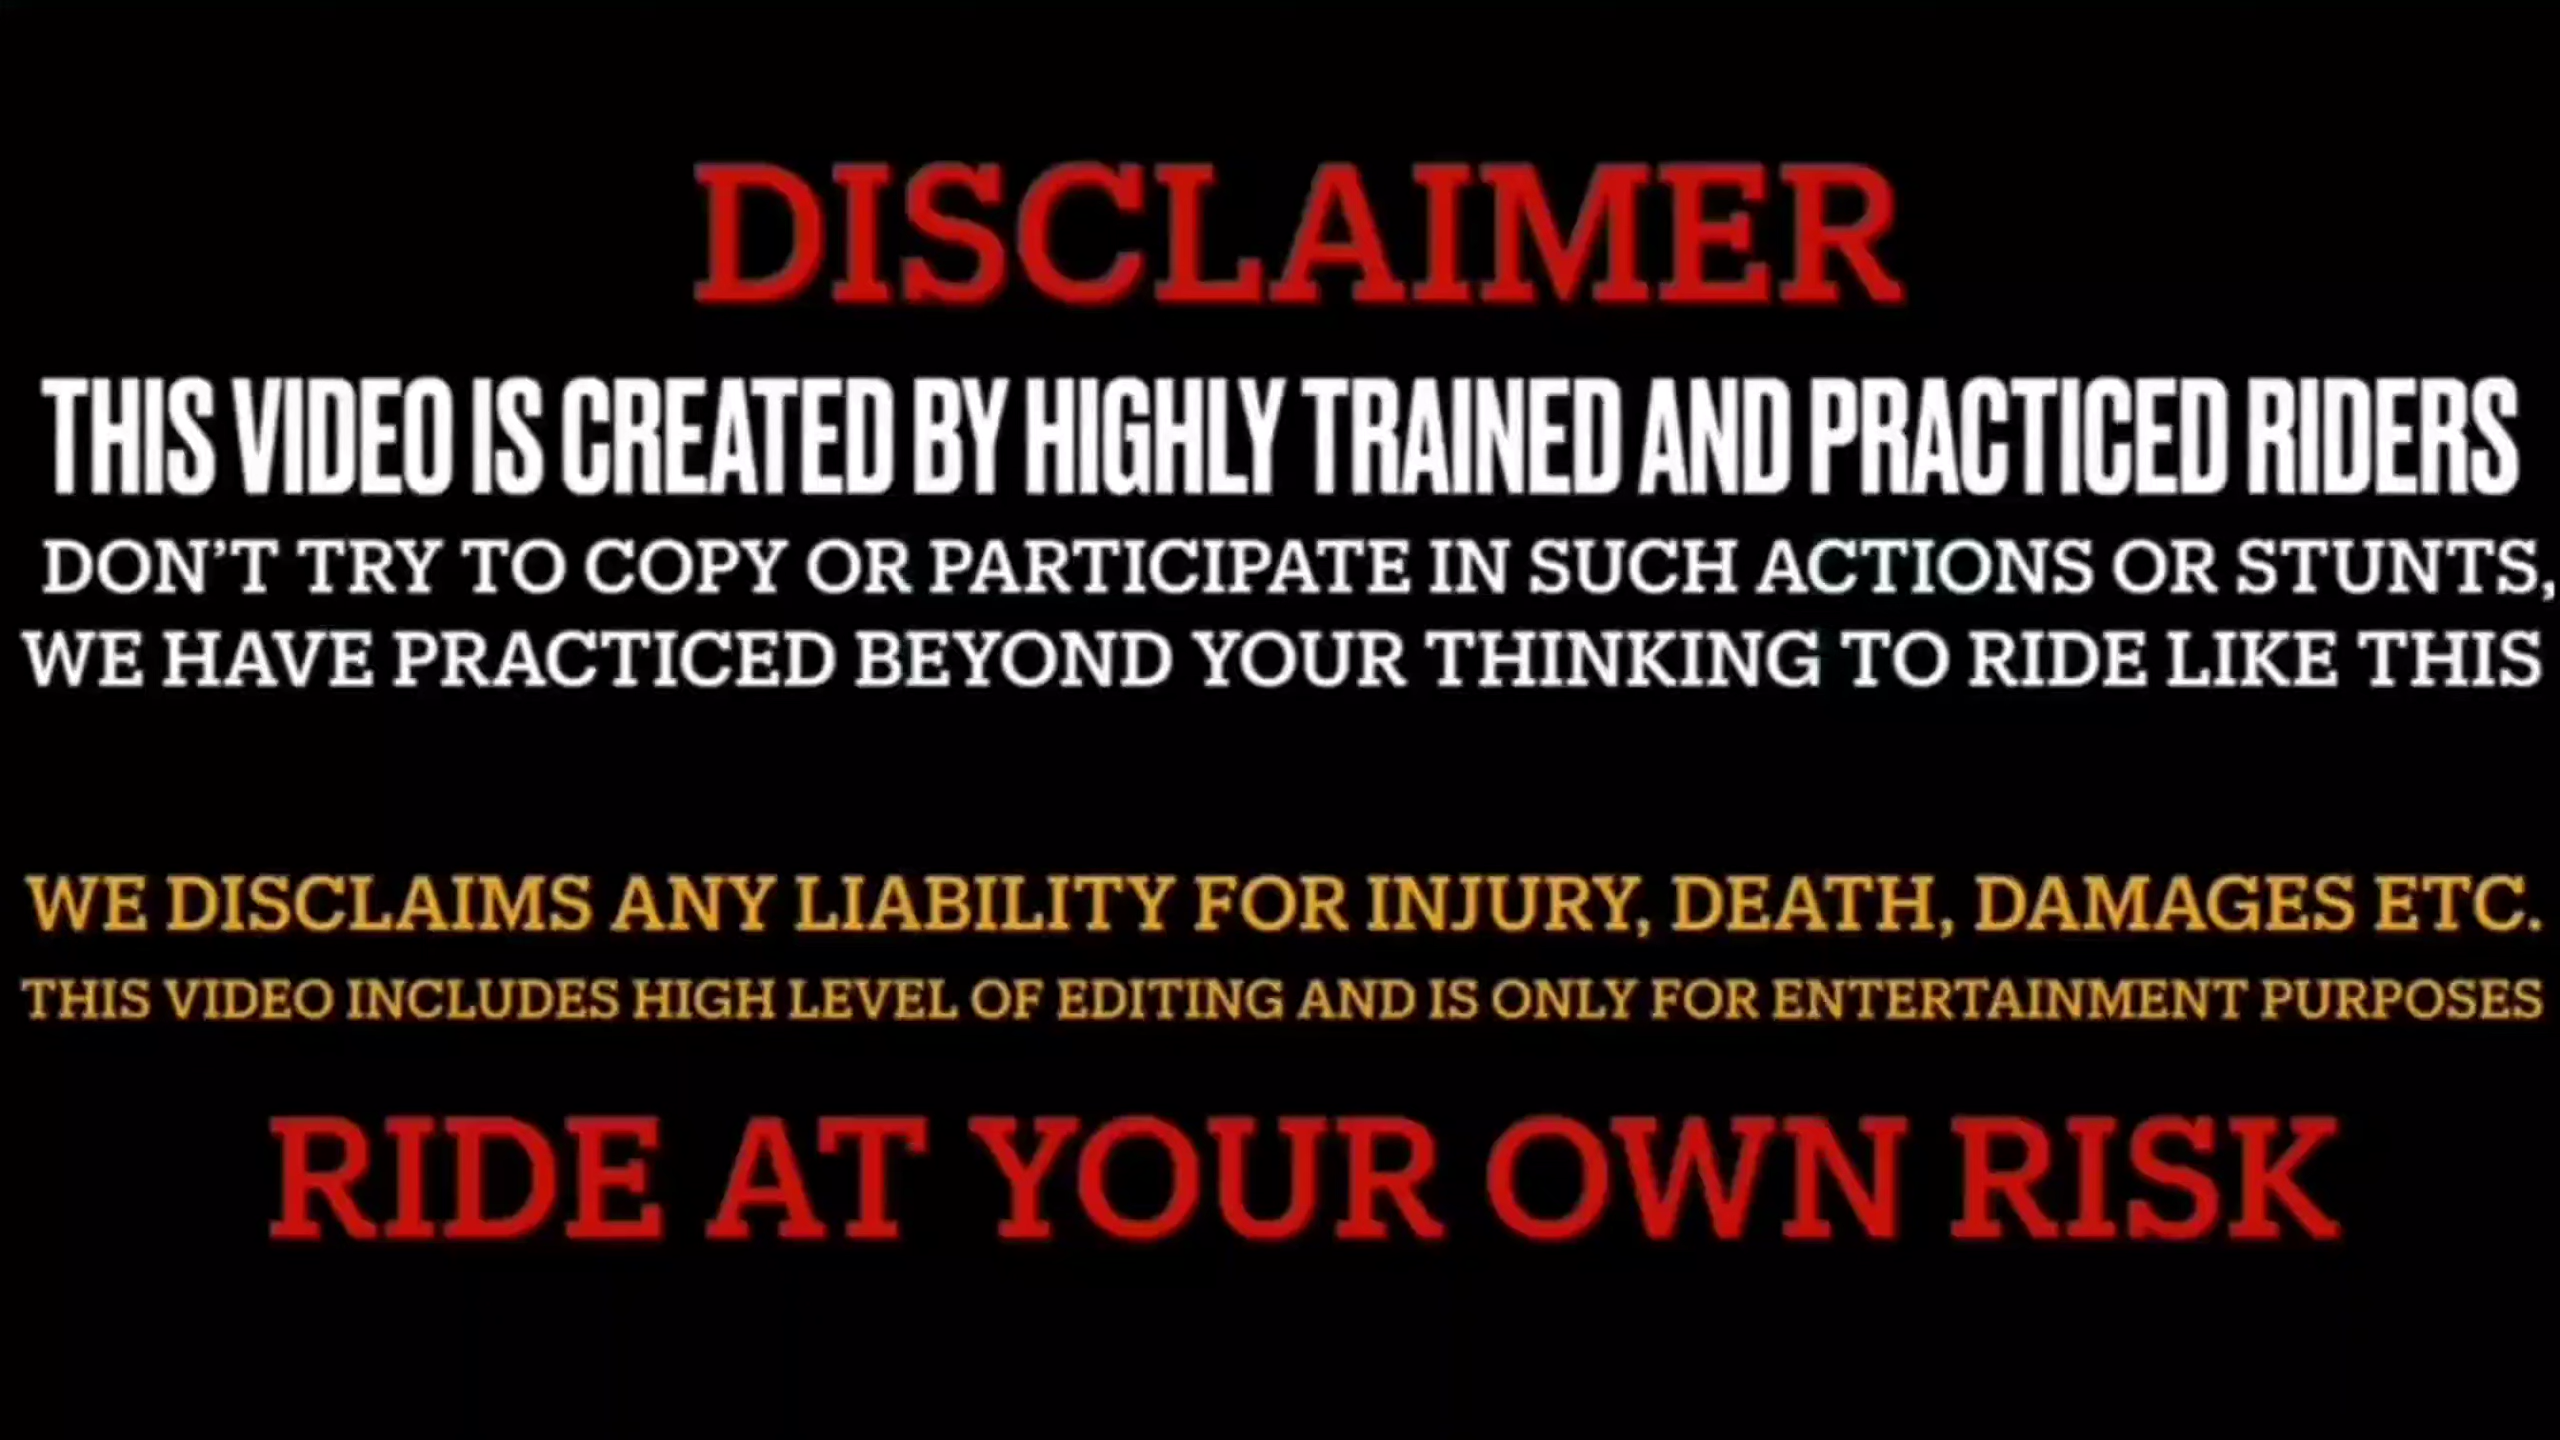 DISCLAIMER
THIS VIDEO IS CREATED BY HIGHLY TRAINED AND PRACTICED RIDERS
DON'T TRY TO COPY OR PARTICIPATE IN SUCH ACTIONS OR STUNTS,
WE HAVE PRACTICED BEYOND YOUR THINKING TO RIDE LIKE THIS
WE DISCLAIMS ANY LIABILITY FOR INJURY, DEATH, DAMAGES ETC.
THIS VIDEO INCLUDES HIGH LEVEL OF EDITING AND IS ONLY FOR ENTERTAINMENT PURPOSES
RIDE AT YOUR OWN RISK